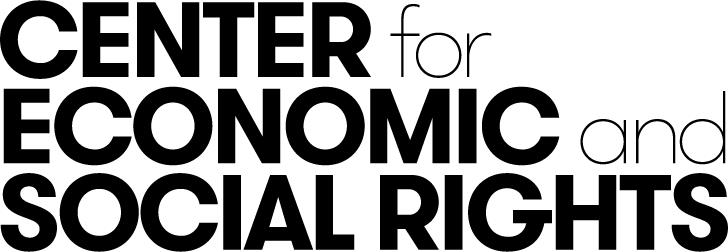 CENTER for
ECONOMIC and
SOCIAL RIGHTS